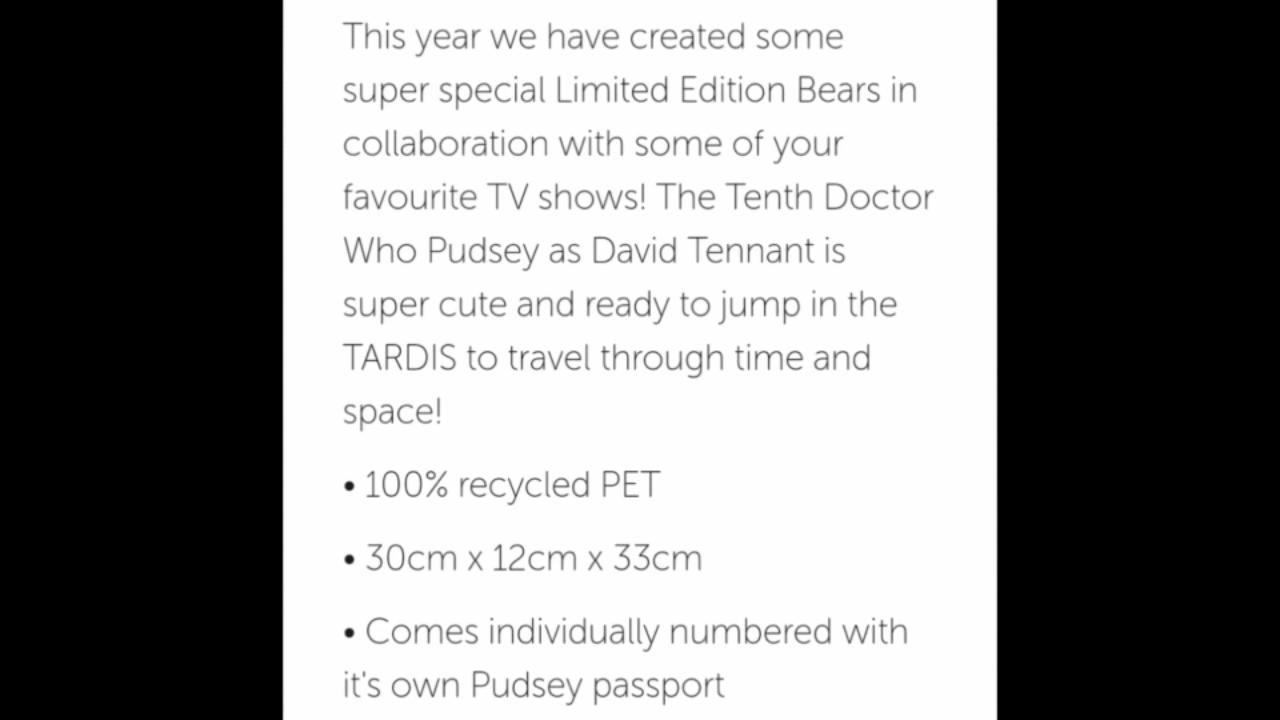 This year we have created some
super special Limited Edition Bears in
collaboration with some of your
favourite TV shows! The Tenth Doctor
Who Pudsey as David Tennant is
super cute and ready to jump in the
TARDIS to travel through time and
space!
• 100% recycled PET
• 30cm x 12cm x 33cm
• Comes individually numbered with
it's own Pudsey passport